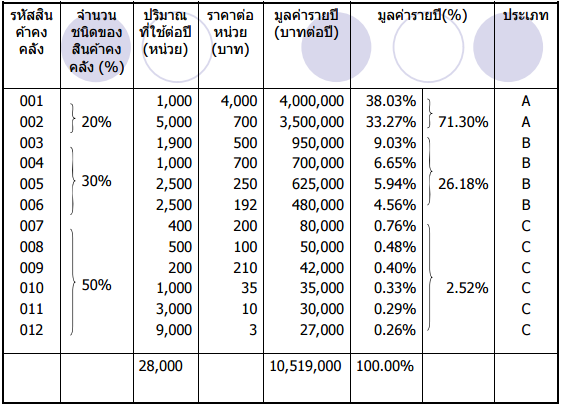 รหัสสินค้าคงคลัง จำนวนชนิดของสินค้าคงคลัง (%) ปริมาณที่ใช้ต่อปี (หน่วย) ราคาต่อหน่วย (บาท) มูลค่ารายปี (บาทต่อปี) มูลค่ารายปี(%) ประเภท
001 1,000 4,000 4,000,000 38.03% A
20% 71.30%
002 5,000 700 3,500,000 33.27% A
003 1,900 500 950,000 9.03% B
004 1,000 700 700,000 6.65% B
30% 26.18%
005 2,500 250 625,000 5.94% B
006 2,500 192 480,000 4.56% B
007 400 200 80,000 0.76% C
008 500 100 50,000 0.48% C
009 200 210 42,000 0.40% C
50% 2.52%
010 1,000 35 35,000 0.33% C
011 3,000 10 30,000 0.29% C
012 9,000 3 27,000 0.26% C
28,000 10,519,000 100.00%